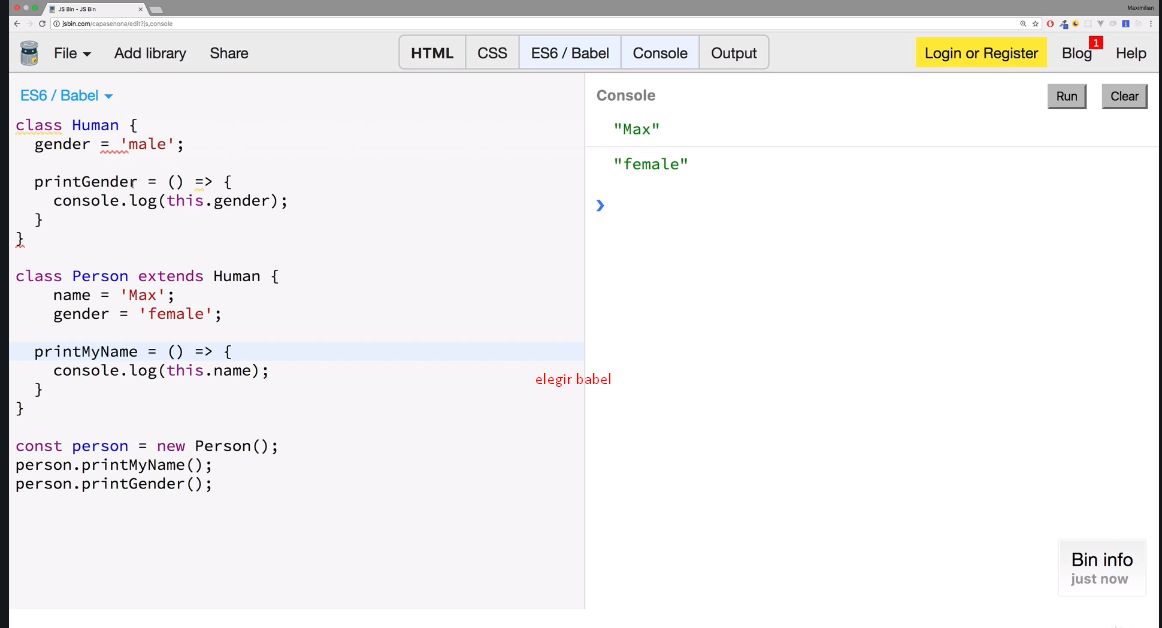 JS Bin - JS Bin
Maximilian
jsbin.com/capasenona/edit?js,console
File
Add library
Share
HTML
CSS
ES6 / Babel
Console
Output
Login or Register
Blog
1
Help
ES6 / Babel
class Human {
  gender = 'male';

  printGender = () => {
    console.log(this.gender);
  }
}

class Person extends Human {
    name = 'Max';
    gender = 'female';

  printMyName = () => {
    console.log(this.name);
  }
}

const person = new Person();
person.printMyName();
person.printGender();
Console
Run
Clear
"Max"
"female"
elegir babel
Bin info
just now